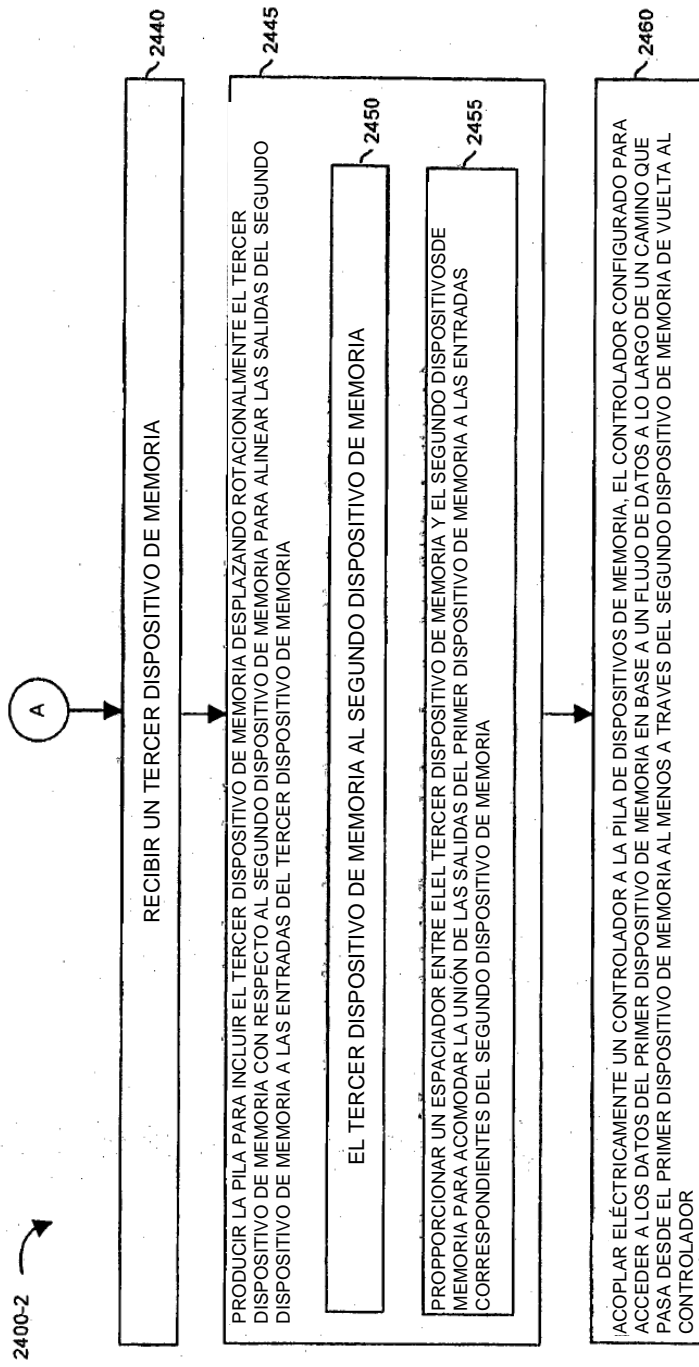 2400-2
A
RECIBIR UN TERCER DISPOSITIVO DE MEMORIA
2440
PRODUCIR LA PILA PARA INCLUIR EL TERCER DISPOSITIVO DE MEMORIA DESPLAZANDO ROTACIONALMENTE EL TERCER
DISPOSITIVO DE MEMORIA CON RESPECTO AL SEGUNDO DISPOSITIVO DE MEMORIA PARA ALINEAR LAS SALIDAS DEL SEGUNDO
DISPOSITIVO DE MEMORIA A LAS ENTRADAS DEL TERCER DISPOSITIVO DE MEMORIA
2445
EL TERCER DISPOSITIVO DE MEMORIA AL SEGUNDO DISPOSITIVO DE MEMORIA
2450
PROPPORCIONAR UN ESPACIADOR ENTRE ELEL TERCER DISPOSITIVO DE MEMORIA Y EL SEGUNDO DISPOSITIVOSDE
MEMORIA PARA ACOMODAR LA UNIÓN DE LAS SALIDAS DEL PRIMER DISPOSITIVO DE MEMORIA A LAS ENTRADAS
CORRESPONDIENTES DEL SEGUNDO DISPOSITIVO DE MEMORIA
2455
ACOPLAR ELÉCTRICAMENTE UN CONTROLADOR A LA PILA DE DISPOSITIVOS DE MEMORIA, EL CONTROLADOR CONFIGURADO PARA
ACCEDER A LOS DATOS DEL PRIMER DISPOSITIVO DE MEMORIA EN BASE A UN FLUJO DE DATOS A LO LARGO DE UN CAMINO QUE
PASA DESDE EL PRIMER DISPOSITIVO DE MEMORIA AL MENOS A TRAVES DEL SEGUNDO DISPOSITIVO DE MEMORIA DE VUELTA AL
CONTROLADOR
2460